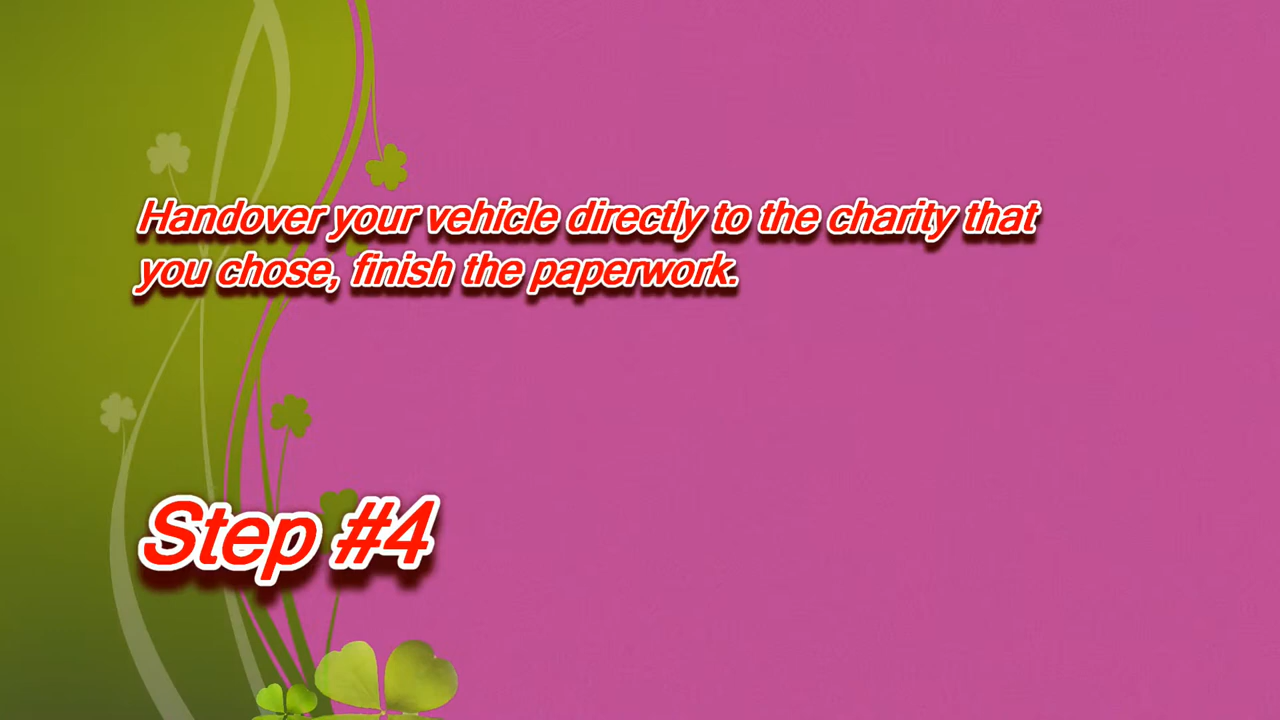 Handover your vehicle directly to the charity that
you chose, finish the paperwork.
Step #4